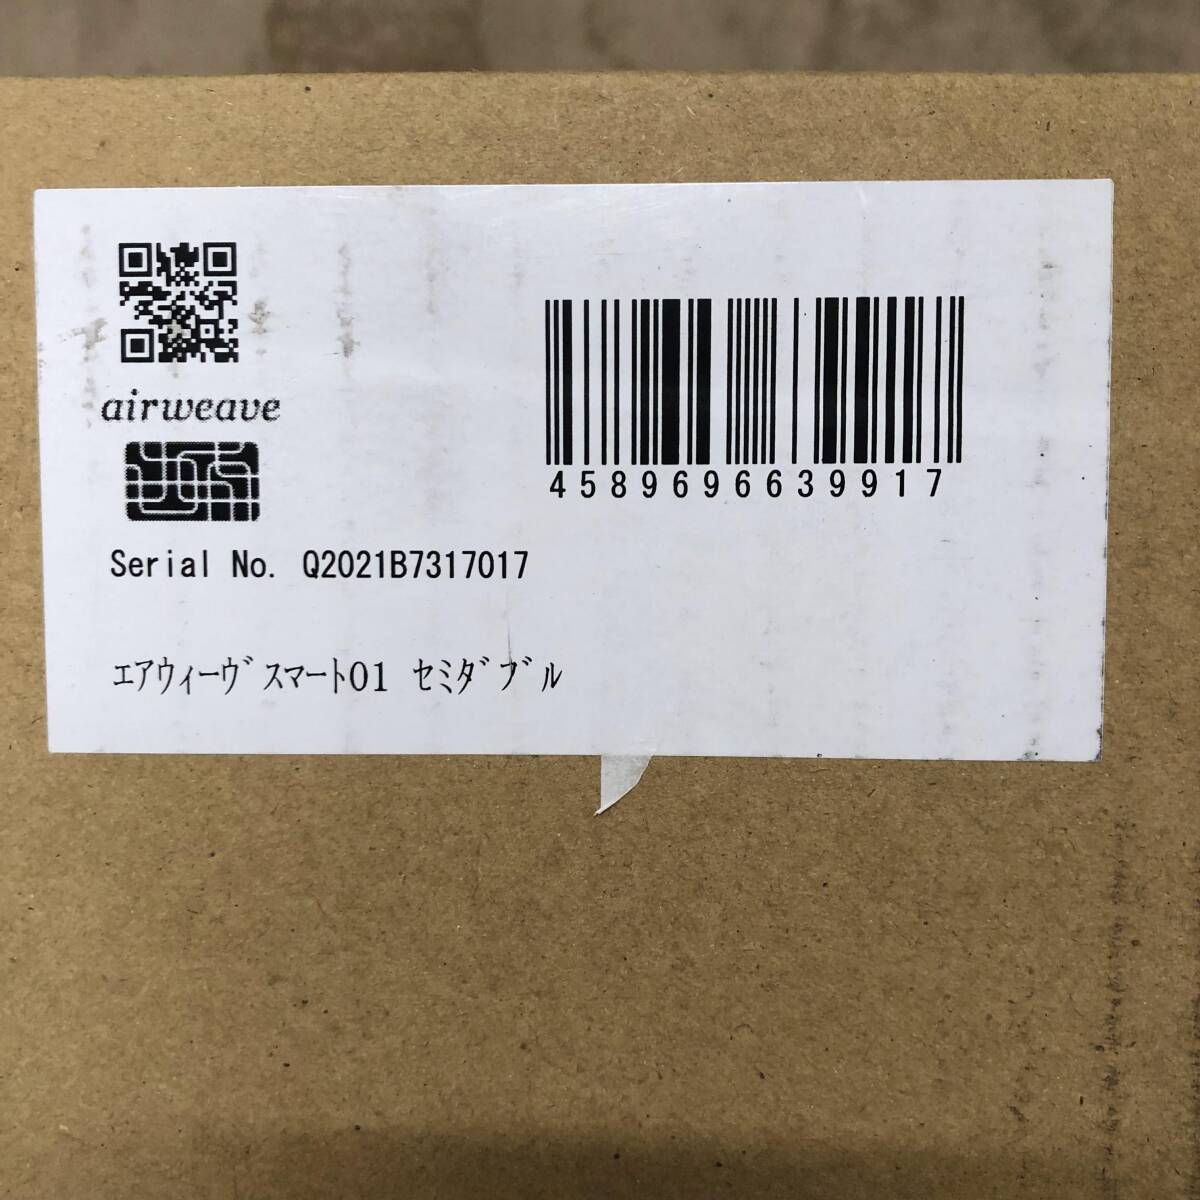 airweave
4589696639917
Serial No. Q2021B7317017
ｴｱｳｨｰｳﾞｽﾏｰﾄ01 ｾﾐﾀﾞﾌﾞﾙ